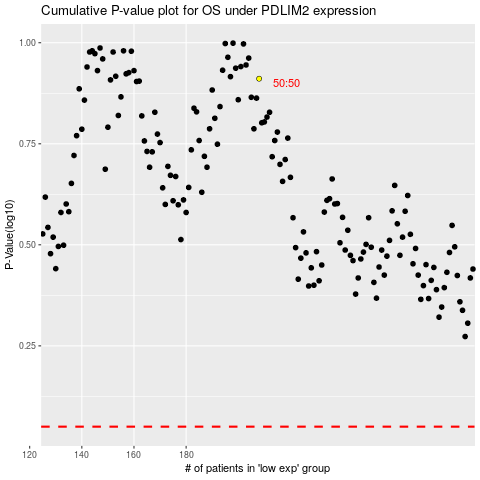 Cumulative P-value plot for OS under PDLIM2 expression
P-Value(log10)
1.00
0.75
0.50
0.25
50:50
120 140 160 180
# of patients in 'low exp' group